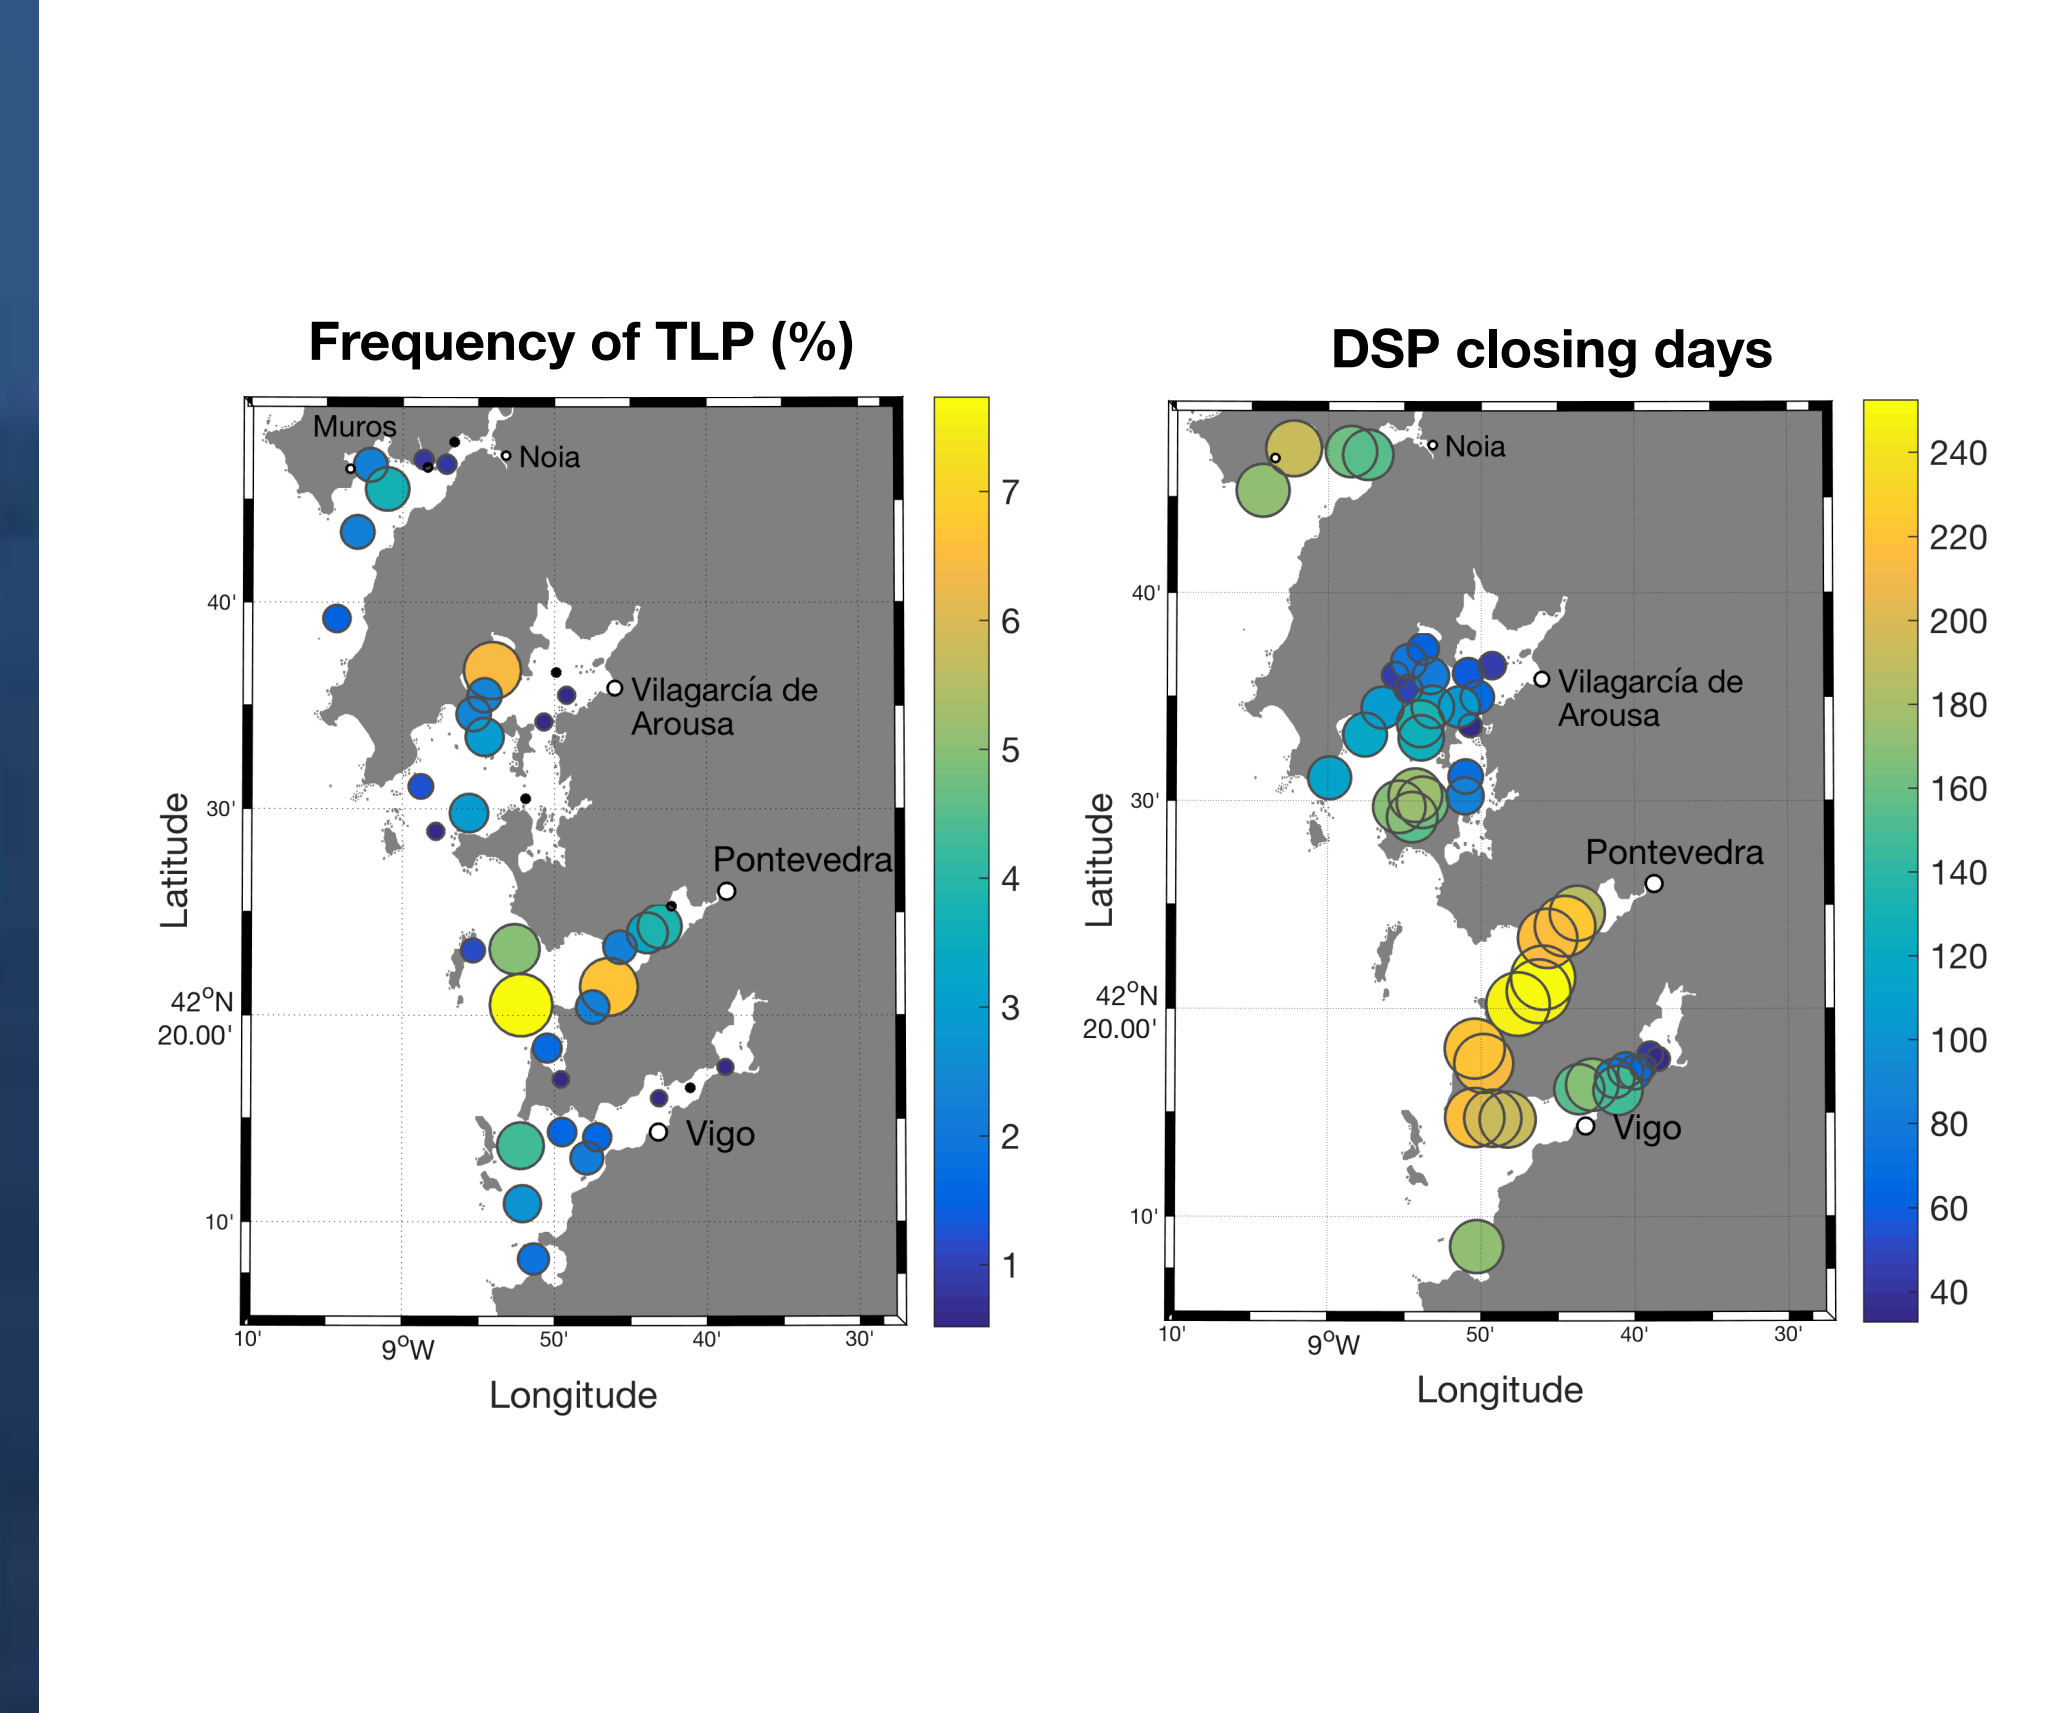 Frequency of TLP (%)
Muros
Noia
Vilagarcía de
Arousa
Pontevedra
Vigo
40'
30'
42°N
20.00'
10'
Latitude
10'
9°W
50'
40'
30'
Longitude
7
6
5
4
3
2
1
DSP closing days
Noia
Vilagarcía de
Arousa
Pontevedra
Vigo
40'
30'
42°N
20.00'
10'
Latitude
10'
9°W
50'
40'
30'
Longitude
240
220
200
180
160
140
120
100
80
60
40